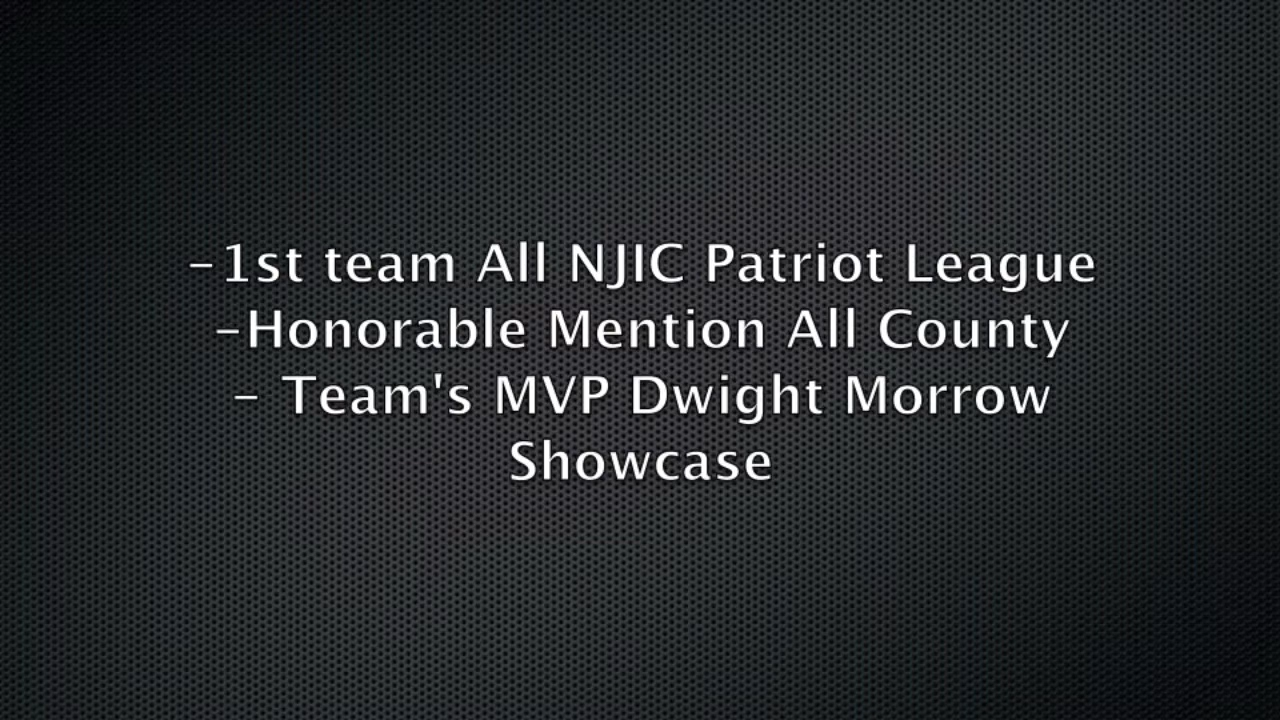 -1st team All NJIC Patriot League
-Honorable Mention All County
- Team's MVP Dwight Morrow
Showcase